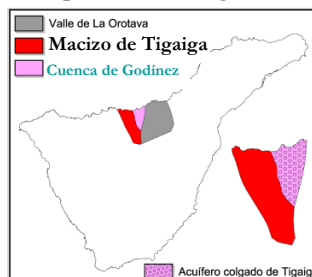 Valle de La Orotava
Macizo de Tigaiga
Cuenca de Godínez
Acuífero colgado de Tigaig